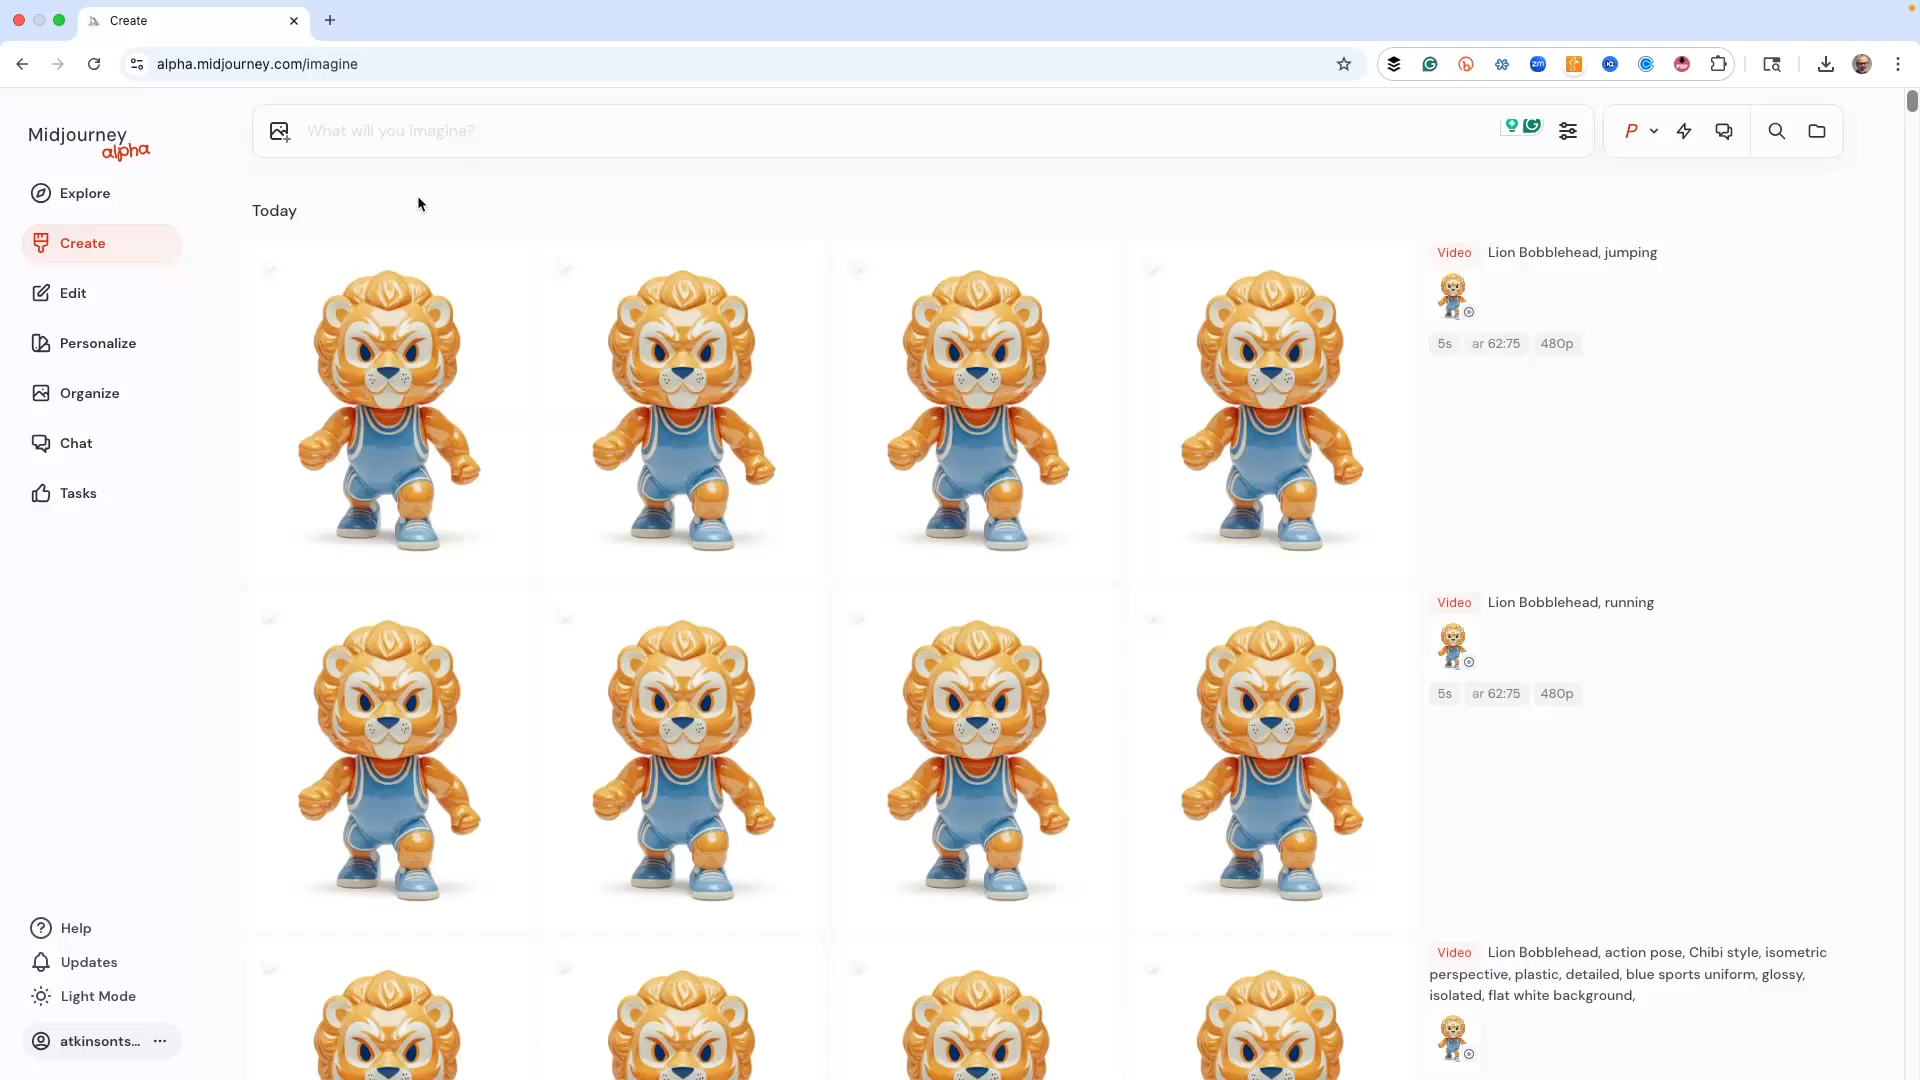 Create
alpha.midjourney.com/imagine
Midjourney
alpha
What will you imagine?
P
Explore
Create
Edit
Personalize
Organize
Chat
Tasks
Today
Video Lion Bobblehead, jumping
5s ar 62:75 480p
Video Lion Bobblehead, running
5s ar 62:75 480p
Video Lion Bobblehead, action pose, Chibi style, isometric
perspective, plastic, detailed, blue sports uniform, glossy,
isolated, flat white background,
Help
Updates
Light Mode
atkinsonts...